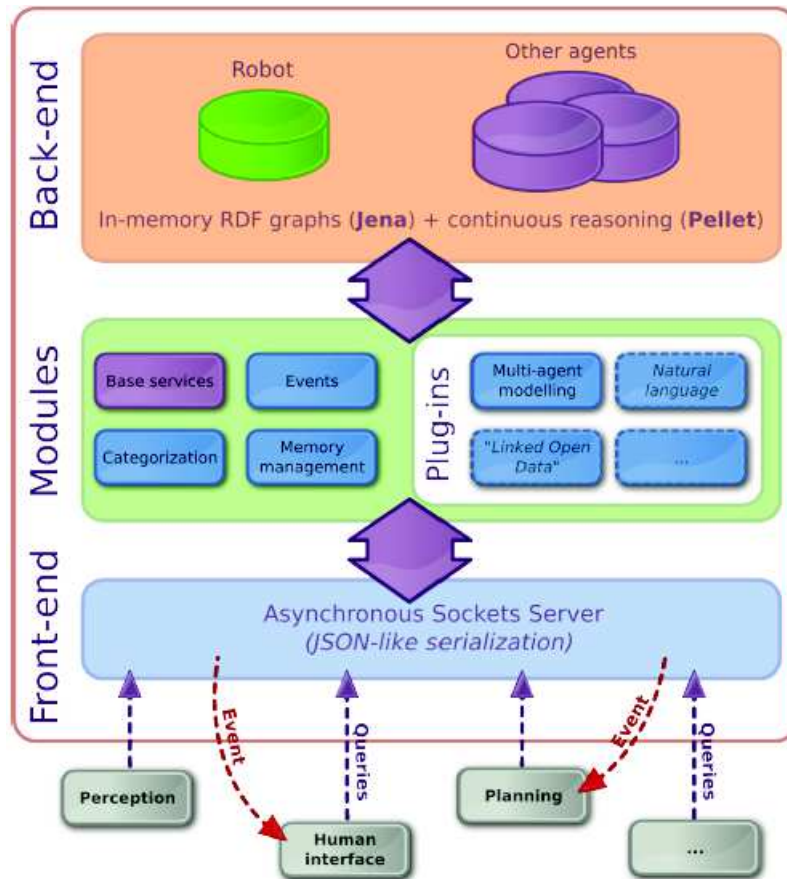 Back-end
Robot
Other agents
In-memory RDF graphs (Jena) + continuous reasoning (Pellet)
Modules
Base services
Events
Categorization
Memory
management
Plug-ins
Multi-agent
modelling
Natural
language
"Linked Open
Data"
...
Front-end
Asynchronous Sockets Server
(JSON-like serialization)
Event
Queries
Event
Queries
Perception
Human
interface
Planning
...